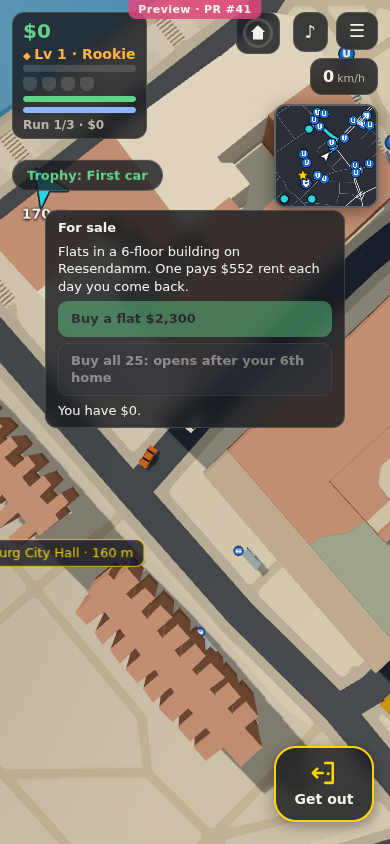 Preview · PR #41
$0
◆ Lv 1 · Rookie
Run 1/3 · $0
♪
☰
0 km/h
Trophy: First car
170
For sale
Flats in a 6-floor building on
Reesendamm. One pays $552 rent each
day you come back.
Buy a flat $2,300
Buy all 25: opens after your 6th
home
You have $0.
urg City Hall · 160 m
Get out